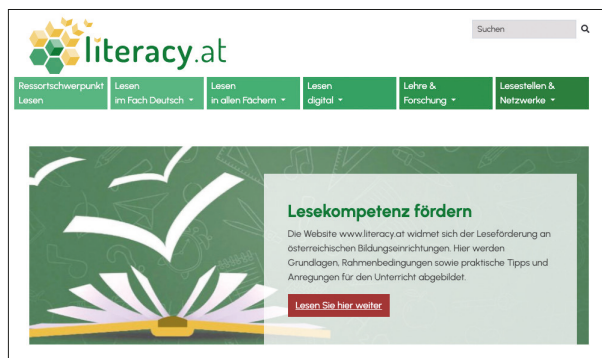 literacy.at
Suchen
Ressortschwerpunkt Lesen
Lesen im Fach Deutsch
Lesen in allen Fächern
Lesen digital
Lehre & Forschung
Lesestellen & Netzwerke
Lesekompetenz fördern
Die Website www.literacy.at widmet sich der Leseförderung an
österreichischen Bildungseinrichtungen. Hier werden
Grundlagen, Rahmenbedingungen sowie praktische Tipps und
Anregungen für den Unterricht abgebildet.
Lesen Sie hier weiter